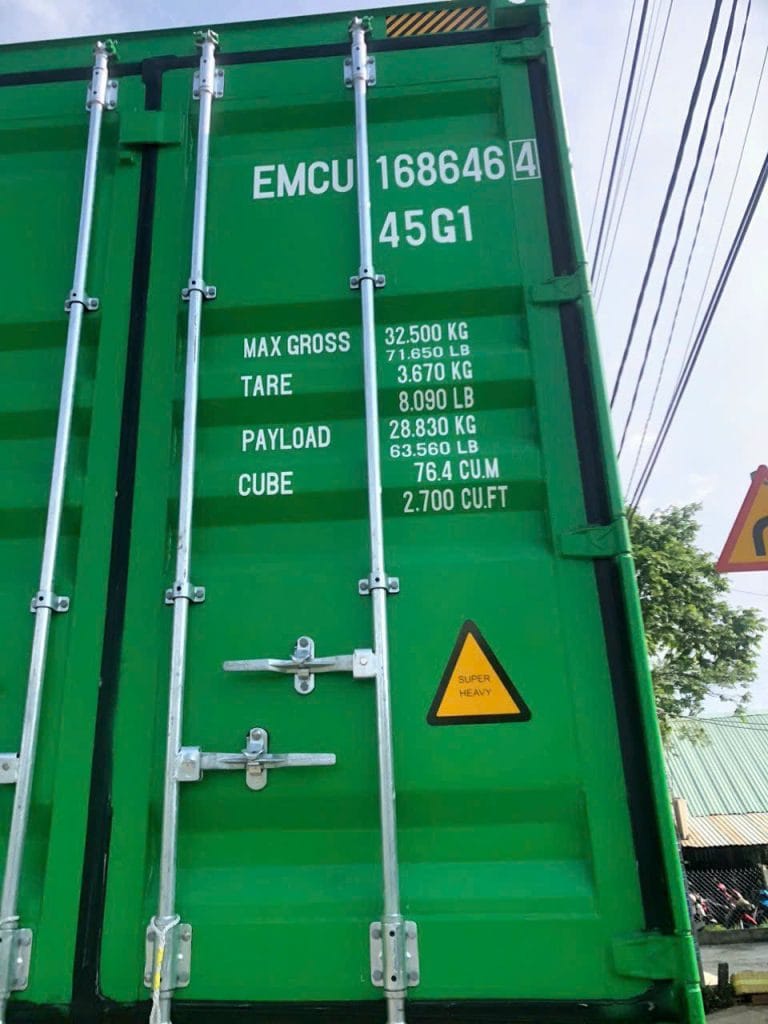 EMCU 168646 4
45G1
MAX GROSS 32.500 KG
71.650 LB
TARE 3.670 KG
8.090 LB
PAYLOAD 28.830 KG
63.560 LB
CUBE 76.4 CU.M
2.700 CU.FT
SUPER
HEAVY